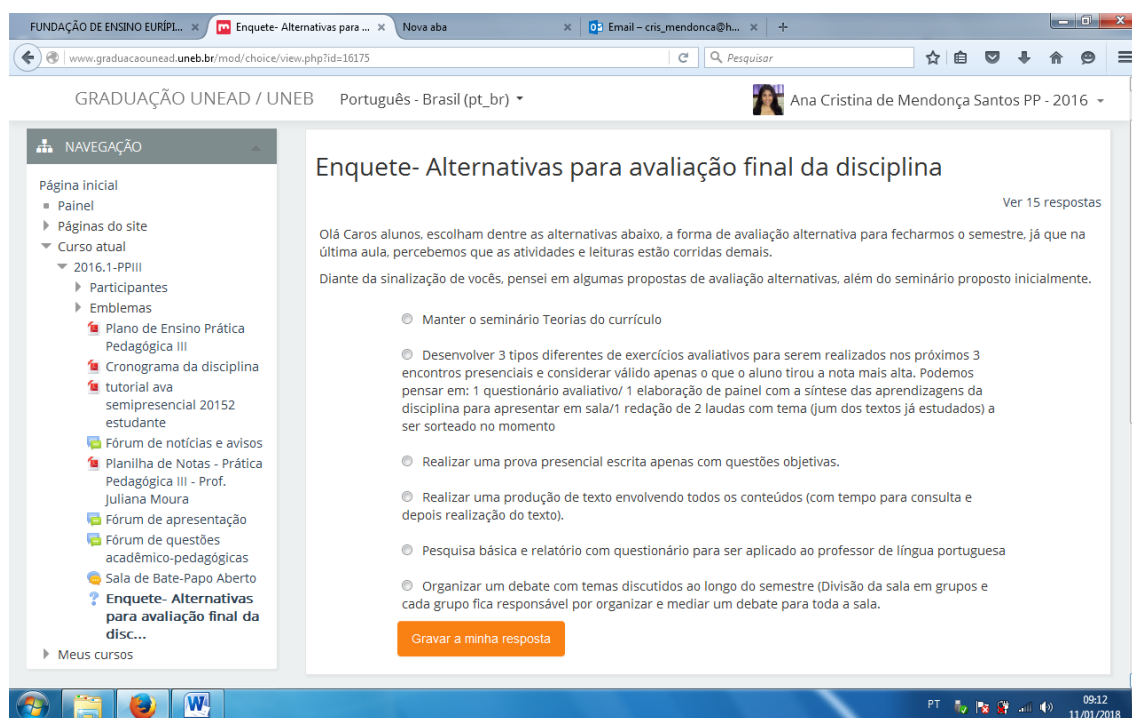 FUNDAÇÃO DE ENSINO EURÍPI...
Enquete- Alternativas para ...
Nova aba
Email – cris_mendonca@h...
www.graduacaounead.uneb.br/mod/choice/view.php?id=16175
Pesquisar
GRADUAÇÃO UNEAD / UNEB
Português - Brasil (pt_br)
Ana Cristina de Mendonça Santos PP - 2016
NAVEGAÇÃO
Página inicial
Painel
Páginas do site
Curso atual
2016.1-PPIII
Participantes
Emblemas
Plano de Ensino Prática
Pedagógica III
Cronograma da disciplina
tutorial ava
semipresencial 20152
estudante
Fórum de notícias e avisos
Planilha de Notas - Prática
Pedagógica III - Prof.
Juliana Moura
Fórum de apresentação
Fórum de questões
acadêmico-pedagógicas
Sala de Bate-Papo Aberto
Enquete- Alternativas
para avaliação final da
disc...
Meus cursos
Enquete- Alternativas para avaliação final da disciplina
Ver 15 respostas
Olá Caros alunos, escolham dentre as alternativas abaixo, a forma de avaliação alternativa para fecharmos o semestre, já que na
última aula, percebemos que as atividades e leituras estão corridas demais.
Diante da sinalização de vocês, pensei em algumas propostas de avaliação alternativas, além do seminário proposto inicialmente.
Manter o seminário Teorias do currículo
Desenvolver 3 tipos diferentes de exercícios avaliativos para serem realizados nos próximos 3
encontros presenciais e considerar válido apenas o que o aluno tirou a nota mais alta. Podemos
pensar em: 1 questionário avaliativo/ 1 elaboração de painel com a síntese das aprendizagens da
disciplina para apresentar em sala/1 redação de 2 laudas com tema (jum dos textos já estudados) a
ser sorteado no momento
Realizar uma prova presencial escrita apenas com questões objetivas.
Realizar uma produção de texto envolvendo todos os conteúdos (com tempo para consulta e
depois realização do texto).
Pesquisa básica e relatório com questionário para ser aplicado ao professor de língua portuguesa
Organizar um debate com temas discutidos ao longo do semestre (Divisão da sala em grupos e
cada grupo fica responsável por organizar e mediar um debate para toda a sala.
Gravar a minha resposta
PT
09:12
11/01/2018